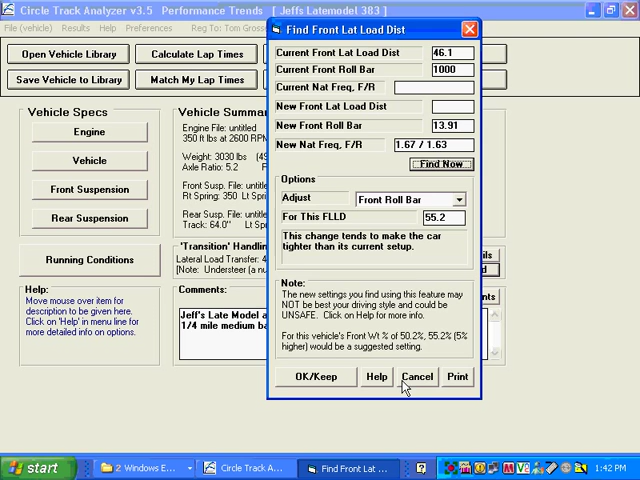 Circle Track Analyzer v3.5   Performance Trends   [ Jeffs Latemodel 383 ]
File (vehicle)   Results   Help   Preferences   Reg To: Tom Gros
Open Vehicle Library
Calculate Lap Times
Save Vehicle to Library
Match My Lap Times
Vehicle Specs
Engine
Vehicle
Front Suspension
Rear Suspension
Running Conditions
Vehicle Summa
Engine File: untitled
350 ft lbs at 2600 RPM
Weight: 3030 lbs
Axle Ratio: 5.2
Front Susp. File: untitled
Rt Spring: 350  Lt Spr
Rear Susp. File: untitled
Track: 64.0"
'Transition' Handlin
Lateral Load Transfer: 4
[Note: Understeer (a nu
ils
d
Help:
Move mouse over item for
description to be given here.
Click on 'Help' in menu line for
more detailed info on options.
Comments:
ents
Jeff's Late Model a
1/4 mile medium ba
Find Front Lat Load Dist
Current Front Lat Load Dist 46.1
Current Front Roll Bar 1000
Current Nat Freq, F/R
New Front Lat Load Dist
New Front Roll Bar 13.91
New Nat Freq, F/R 1.67 / 1.63
Find Now
Options
Adjust Front Roll Bar
For This FLLD 55.2
This change tends to make the car
tighter than its current setup.
Note:
The new settings you find using this feature may
NOT be best your driving style and could be
UNSAFE.  Click on Help for more info.
For this vehicle's Front Wt % of 50.2%, 55.2% (5%
higher) would be a suggested setting.
OK/Keep
Help
Cancel
Print
start
2 Windows E...
Circle Track A...
Find Front Lat ...
1:42 PM